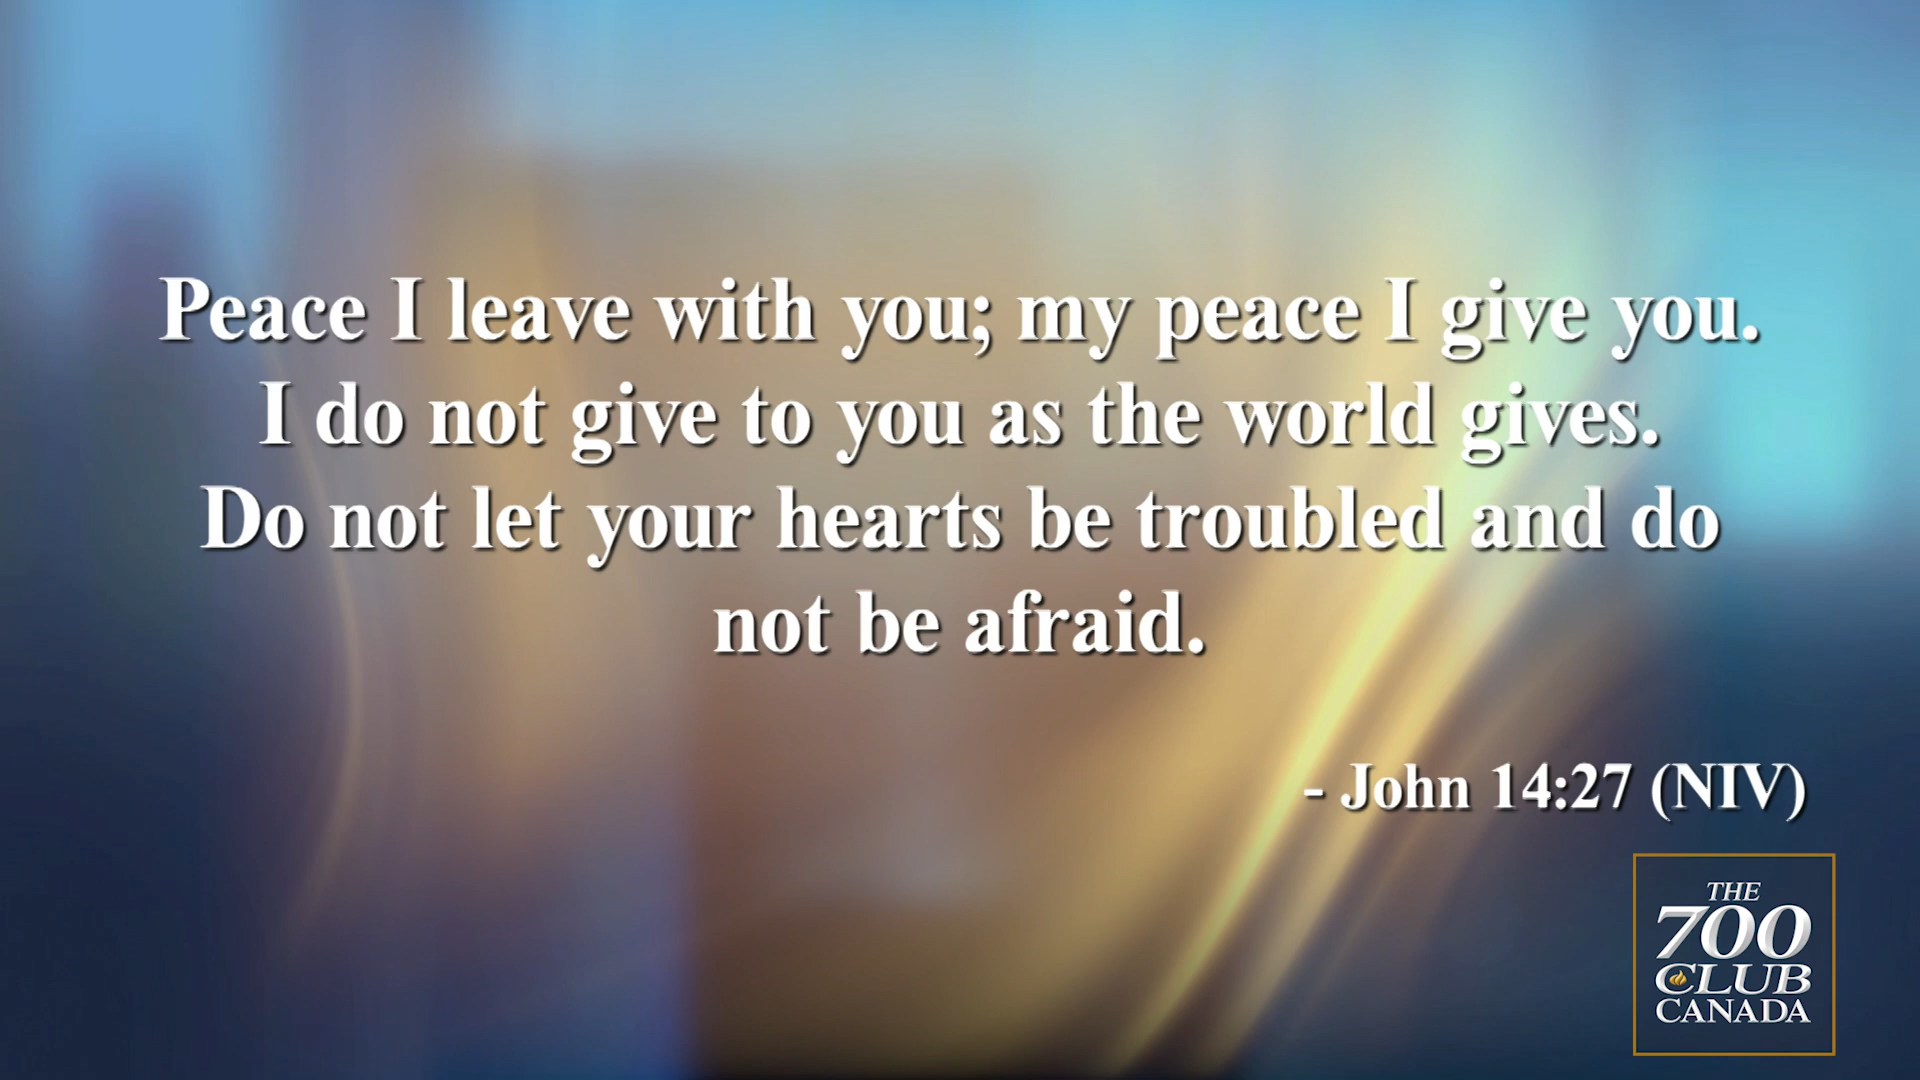 Peace I leave with you; my peace I give you.
I do not give to you as the world gives.
Do not let your hearts be troubled and do
not be afraid.
- John 14:27 (NIV)
THE
700
CLUB
CANADA